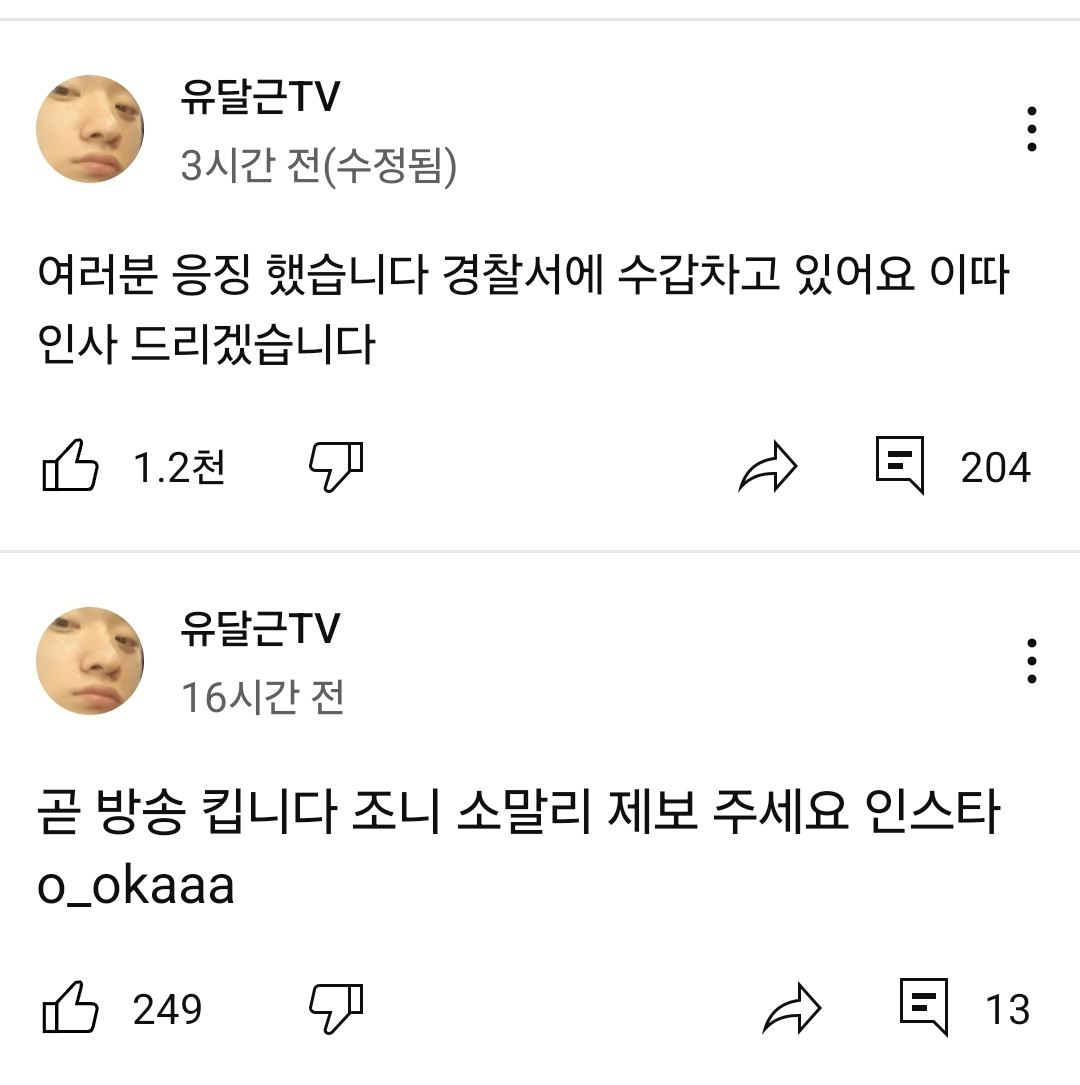 유달근TV
3시간 전(수정됨)
여러분 응징 했습니다 경찰서에 수갑차고 있어요 이따
인사 드리겠습니다
1.2천
204
유달근TV
16시간 전
곧 방송 킵니다 조니 소말리 제보 주세요 인스타
o_okaaa
249
13